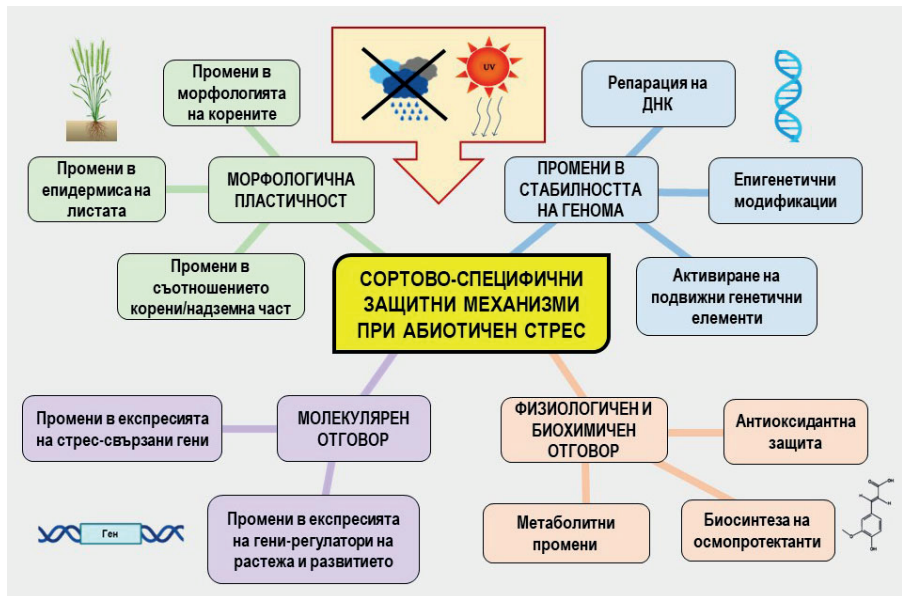 UV
Промени в
морфологията
на корените
Промени в
епидермиса на
листата
МОРФОЛОГИЧНА
ПЛАСТИЧНОСТ
Промени в
съотношението
корени/надземна част
Репарация на
ДНК
ПРОМЕНИ В
СТАБИЛНОСТТА
НА ГЕНОМА
Епигенетични
модификации
Активиране на
подвижни генетични
елементи
СОРТОВО-СПЕЦИФИЧНИ
ЗАЩИТНИ МЕХАНИЗМИ
ПРИ АБИОТИЧЕН СТРЕС
Промени в експресията
на стрес-свързани гени
МОЛЕКУЛЯРЕН
ОТГОВОР
Ген
Промени в експресията
на гени-регулатори на
растежа и развитието
ФИЗИОЛОГИЧЕН И
БИОХИМИЧЕН
ОТГОВОР
Антиоксидантна
защита
Метаболитни
промени
Биосинтеза на
осмопротектанти
O
OH
H
H
O
OH